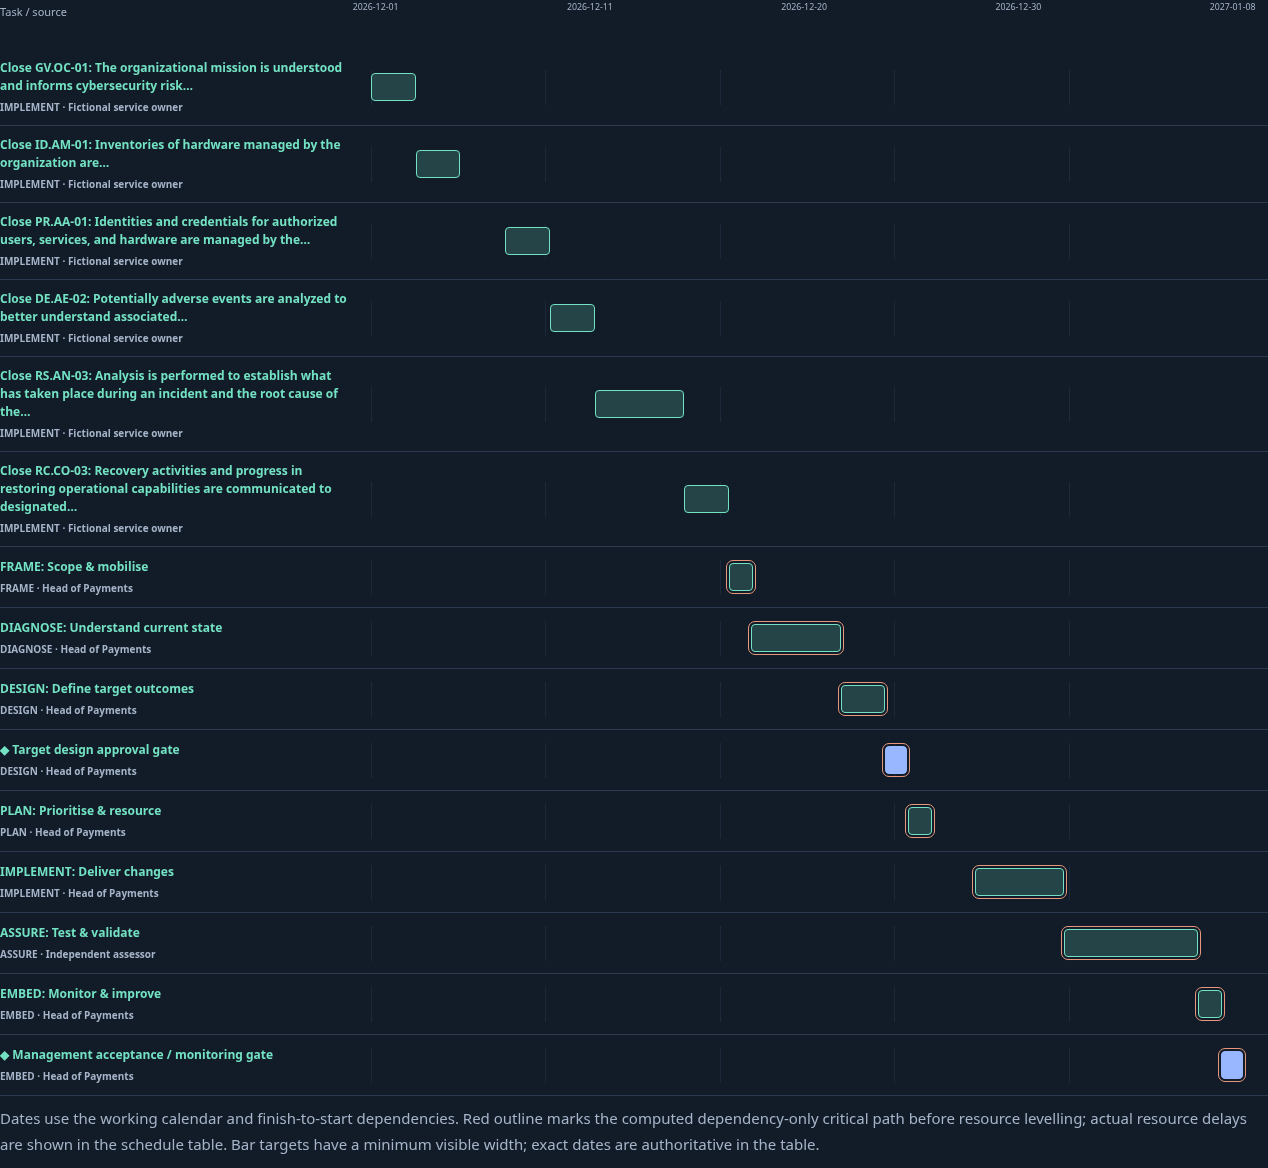 Task / source
2026-12-01
2026-12-11
2026-12-20
2026-12-30
2027-01-08
Close GV.OC-01: The organizational mission is understood
and informs cybersecurity risk...
IMPLEMENT · Fictional service owner
Close ID.AM-01: Inventories of hardware managed by the
organization are...
IMPLEMENT · Fictional service owner
Close PR.AA-01: Identities and credentials for authorized
users, services, and hardware are managed by the...
IMPLEMENT · Fictional service owner
Close DE.AE-02: Potentially adverse events are analyzed to
better understand associated...
IMPLEMENT · Fictional service owner
Close RS.AN-03: Analysis is performed to establish what
has taken place during an incident and the root cause of
the...
IMPLEMENT · Fictional service owner
Close RC.CO-03: Recovery activities and progress in
restoring operational capabilities are communicated to
designated...
IMPLEMENT · Fictional service owner
FRAME: Scope & mobilise
FRAME · Head of Payments
DIAGNOSE: Understand current state
DIAGNOSE · Head of Payments
DESIGN: Define target outcomes
DESIGN · Head of Payments
◆ Target design approval gate
DESIGN · Head of Payments
PLAN: Prioritise & resource
PLAN · Head of Payments
IMPLEMENT: Deliver changes
IMPLEMENT · Head of Payments
ASSURE: Test & validate
ASSURE · Independent assessor
EMBED: Monitor & improve
EMBED · Head of Payments
◆ Management acceptance / monitoring gate
EMBED · Head of Payments
Dates use the working calendar and finish-to-start dependencies. Red outline marks the computed dependency-only critical path before resource levelling; actual resource delays
are shown in the schedule table. Bar targets have a minimum visible width; exact dates are authoritative in the table.